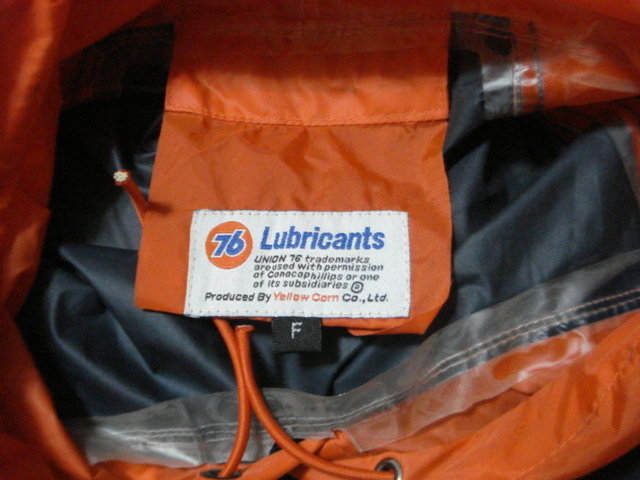 76 Lubricants
UNION 76 trademarks
are used with permission
of Conocophillips or one
of its subsidiaries ®
Produced By Yellow Corn Co., Ltd.
F